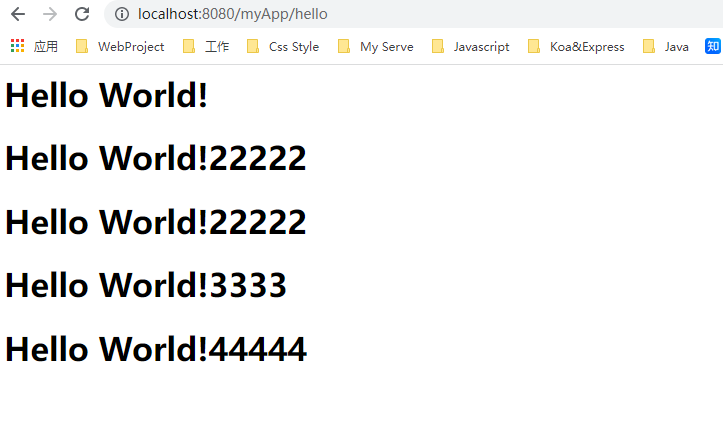 localhost:8080/myApp/hello
应用 WebProject 工作 Css Style My Serve Javascript Koa&Express Java 知
Hello World!
Hello World!22222
Hello World!22222
Hello World!3333
Hello World!44444